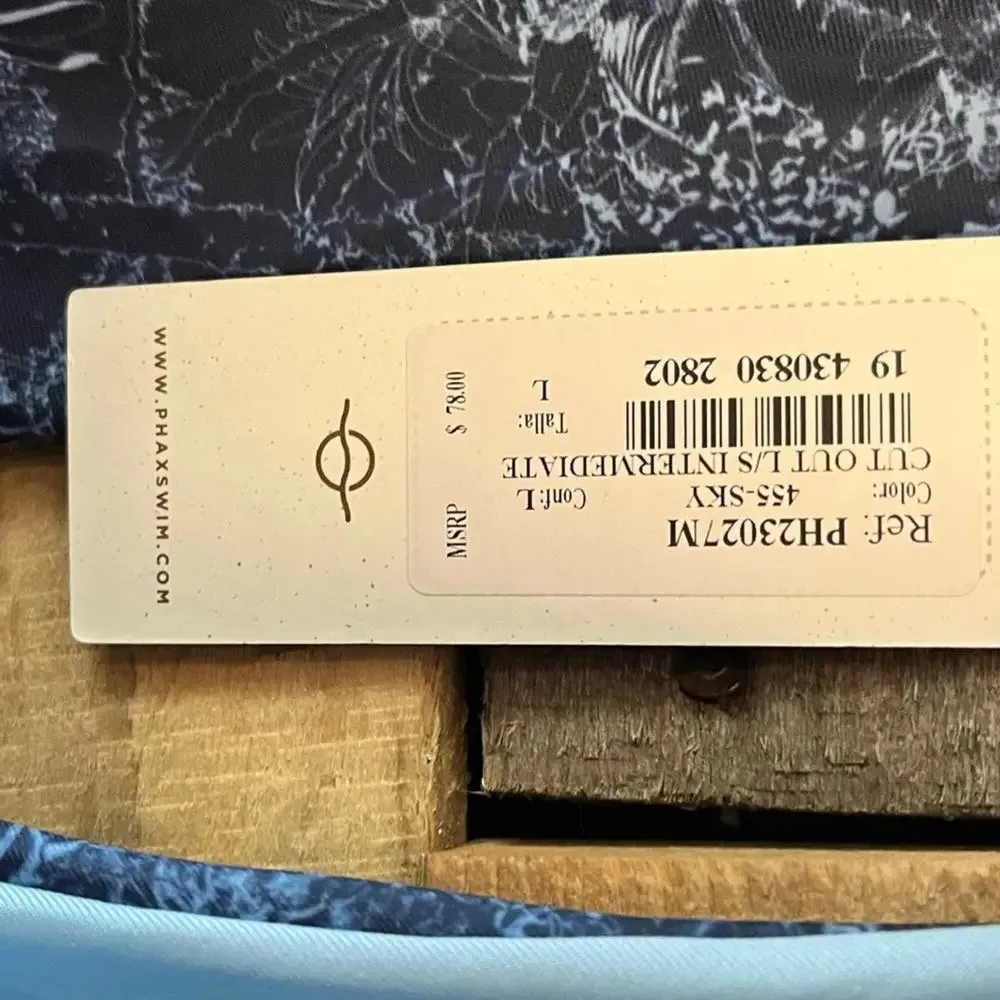 Ref: PH23027M
Color: 455-SKY Conf:L
CUT OUT L/S INTERMEDIATE
19 430830 2802
Talla:
L
MSRP $ 78.00
WWW.PHAXSWIM.COM